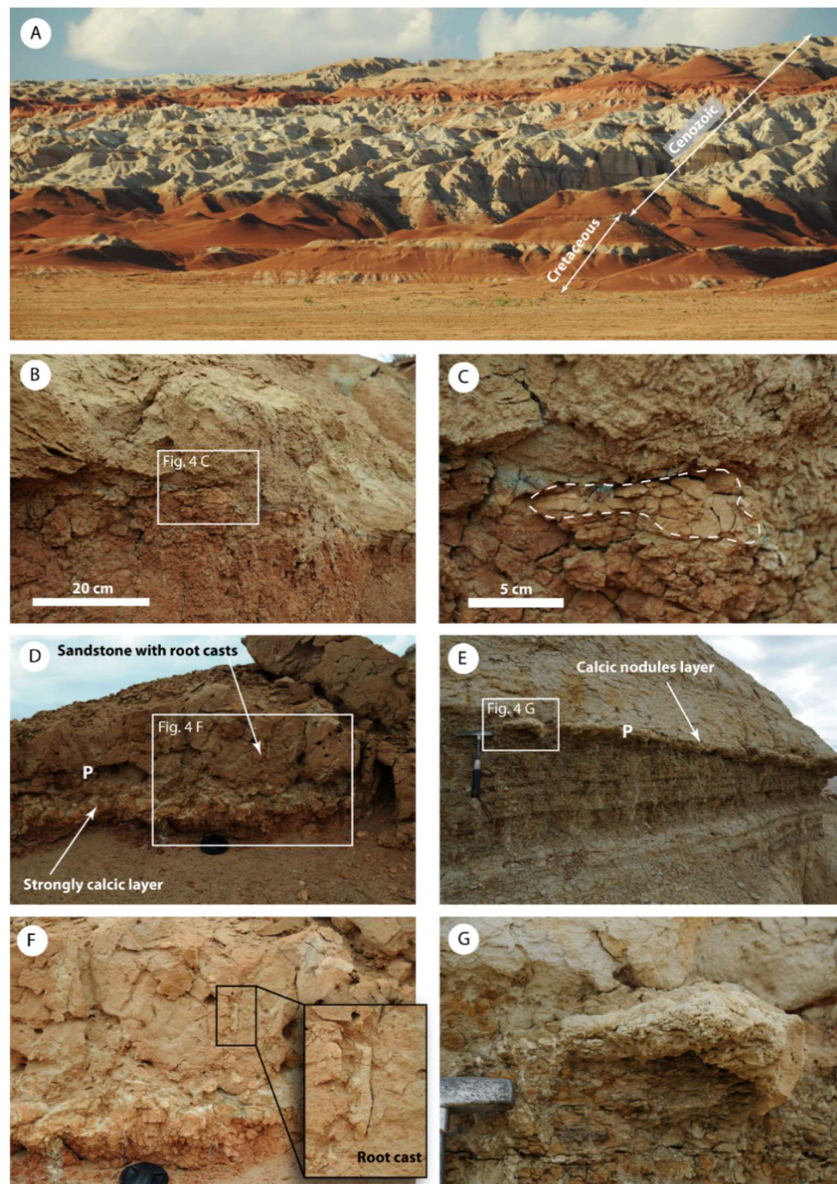 A
Cenozoic
Cretaceous
B
Fig. 4 C
20 cm
C
5 cm
D
Sandstone with root casts
Fig. 4 F
P
Strongly calcic layer
E
Calcic nodules layer
Fig. 4 G
P
F
Root cast
G